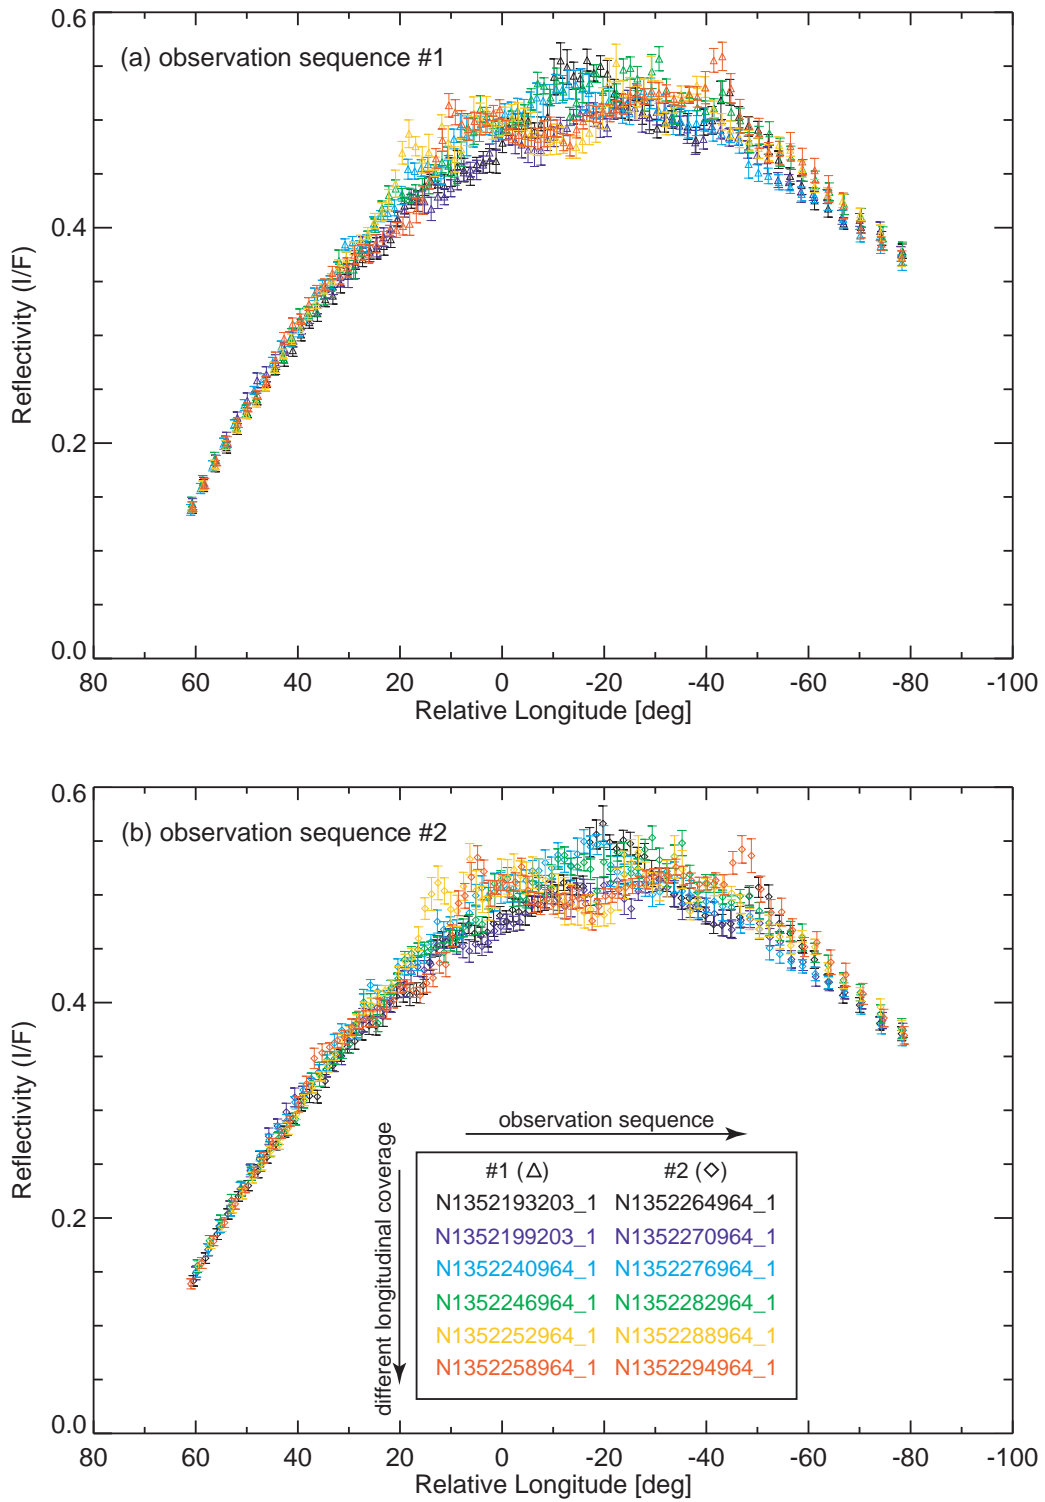 0.6
(a) observation sequence #1
0.4
Reflectivity (I/F)
0.2
0.0
80 60 40 20 0 -20 -40 -60 -80 -100
Relative Longitude [deg]
0.6
(b) observation sequence #2
0.4
Reflectivity (I/F)
0.2
0.0
observation sequence
different longitudinal coverage
#1 (△) #2 (◇)
N1352193203_1 N1352264964_1
N1352199203_1 N1352270964_1
N1352240964_1 N1352276964_1
N1352246964_1 N1352282964_1
N1352252964_1 N1352288964_1
N1352258964_1 N1352294964_1
80 60 40 20 0 -20 -40 -60 -80 -100
Relative Longitude [deg]